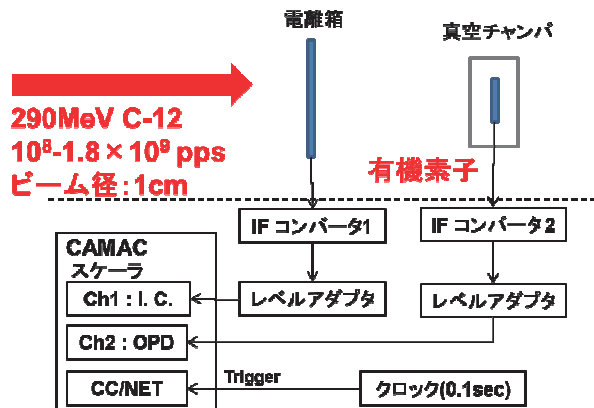 電離箱
真空チャンバ
290MeV C-12
10⁸-1.8×10⁹ pps
ビーム径:1cm
有機素子
IF コンバータ1
IF コンバータ2
CAMAC
スケーラ
Ch1 : I. C.
レベルアダプタ
レベルアダプタ
Ch2 : OPD
CC/NET
Trigger
クロック(0.1sec)